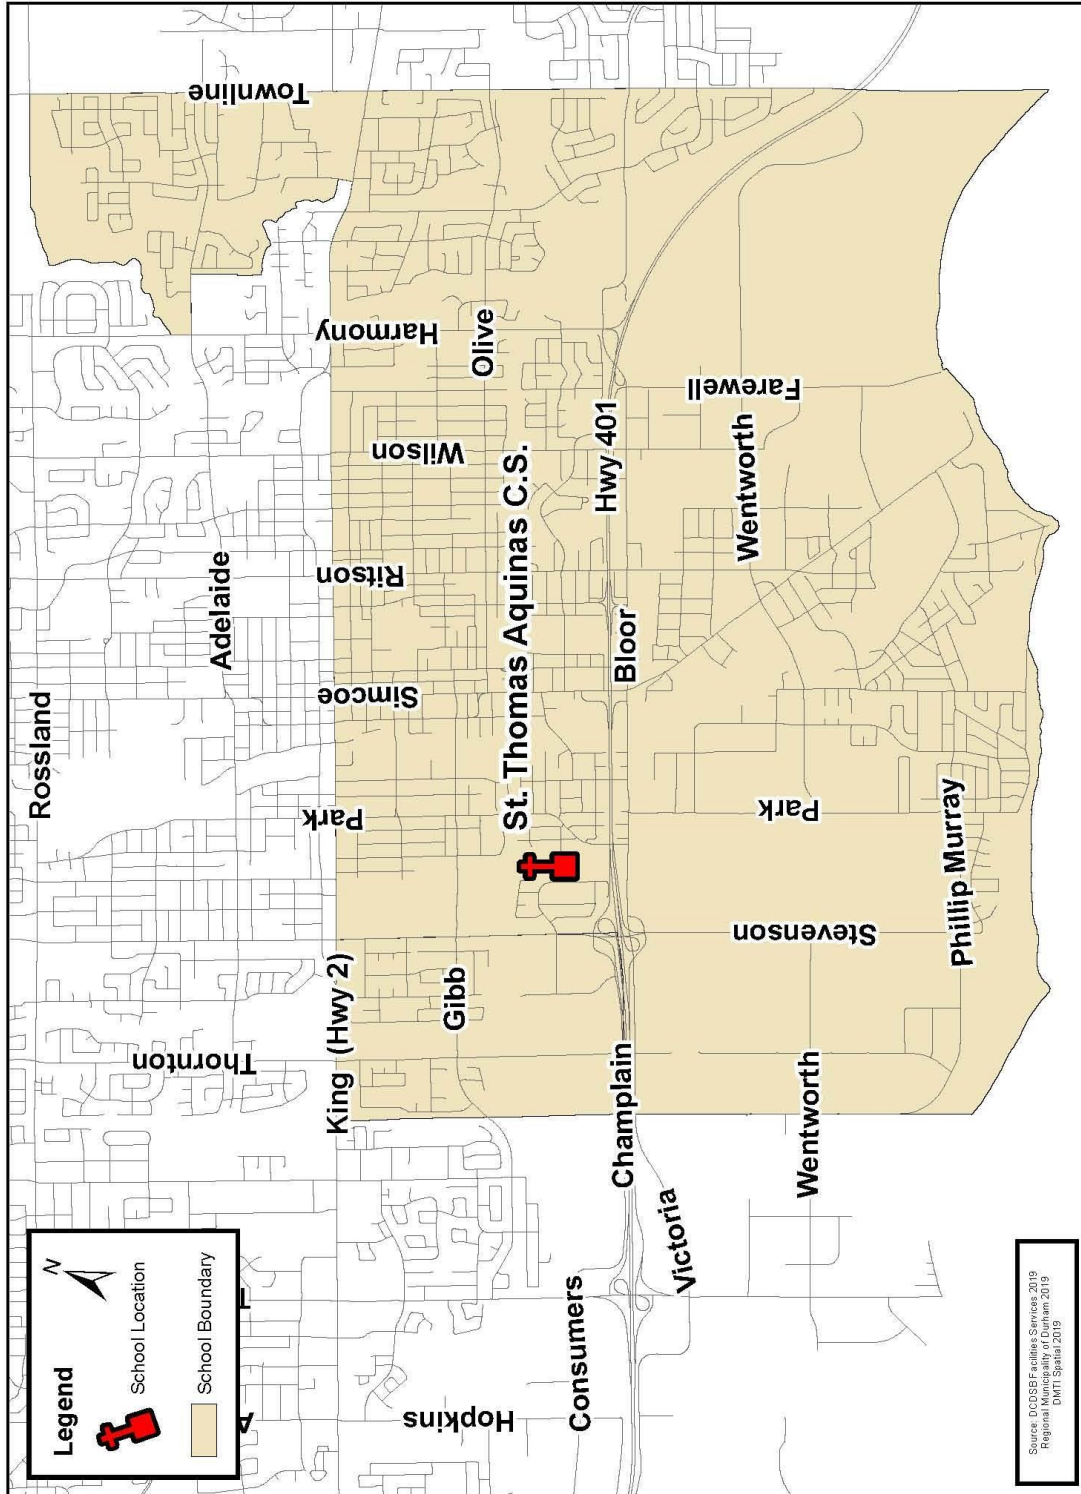 Legend
School Location
School Boundary
N
Rossland
Adelaide
Townline
Thornton
King (Hwy 2)
Park
Simcoe
Ritson
Wilson
Harmony
Gibb
Olive
St. Thomas Aquinas C.S.
Hopkins
Consumers
Champlain
Victoria
Bloor
Hwy 401
Wentworth
Stevenson
Park
Wentworth
Farewell
Phillip Murray
Source: DCDSB Facilities Services 2019
Regional Municipality of Durham 2019
DMTI Spatial 2019